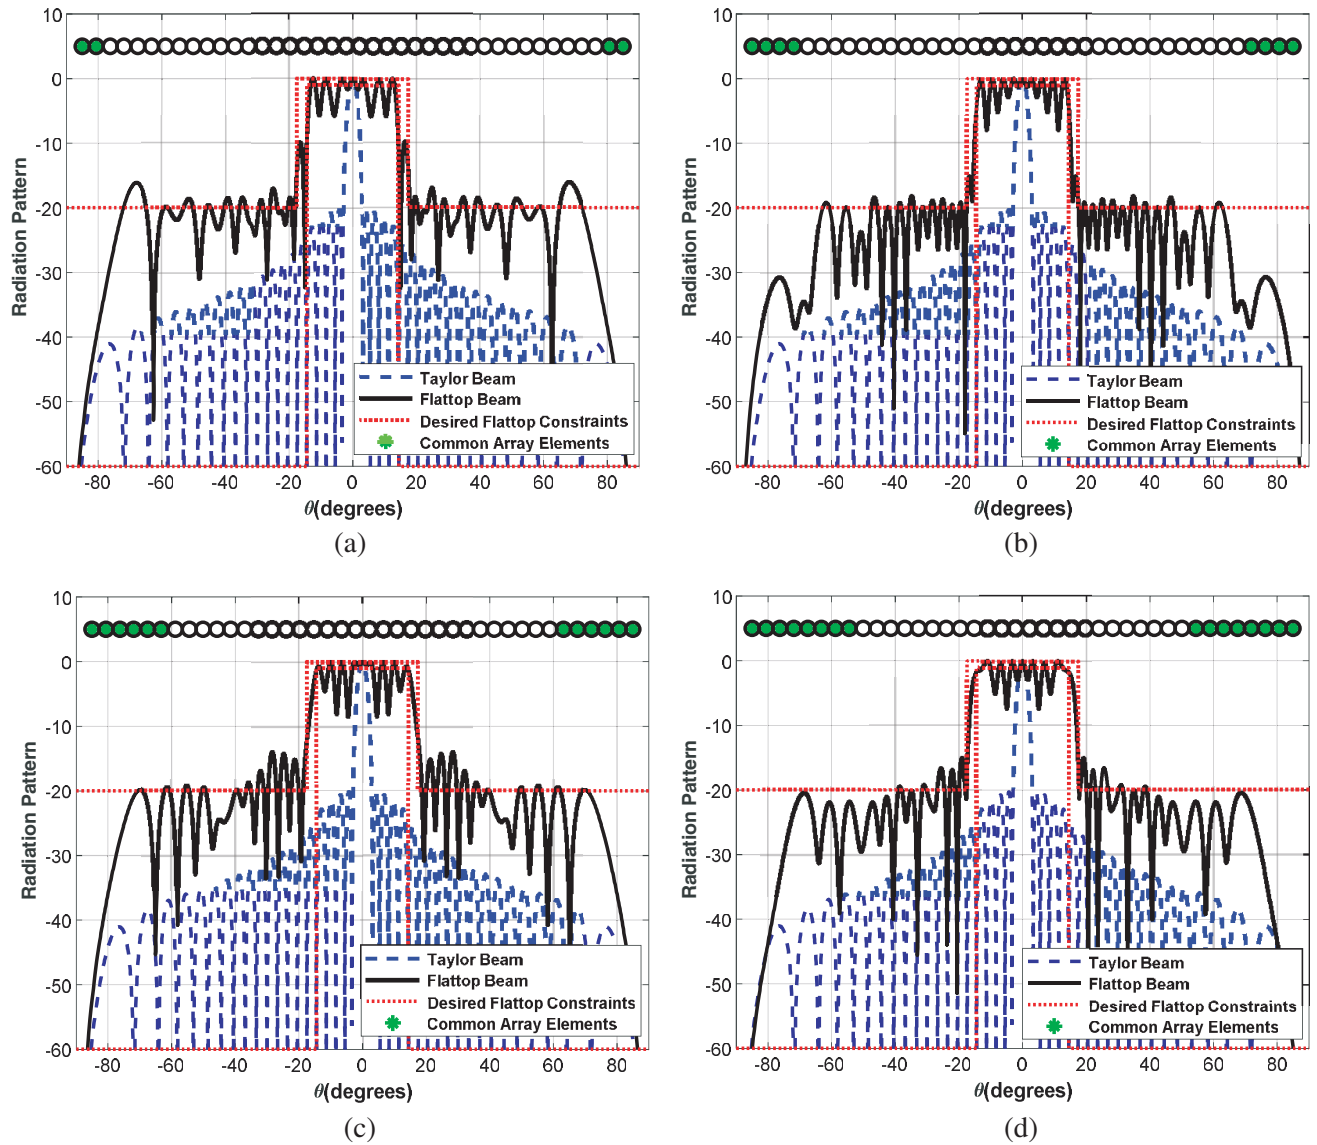 10
0
-10
-20
-30
-40
-50
-60
Radiation Pattern
-80 -60 -40 -20 0 20 40 60 80
θ(degrees)
Taylor Beam
Flattop Beam
Desired Flattop Constraints
Common Array Elements
(a)
10
0
-10
-20
-30
-40
-50
-60
Radiation Pattern
-80 -60 -40 -20 0 20 40 60 80
θ(degrees)
Taylor Beam
Flattop Beam
Desired Flattop Constraints
Common Array Elements
(b)
10
0
-10
-20
-30
-40
-50
-60
Radiation Pattern
-80 -60 -40 -20 0 20 40 60 80
θ(degrees)
Taylor Beam
Flattop Beam
Desired Flattop Constraints
Common Array Elements
(c)
10
0
-10
-20
-30
-40
-50
-60
Radiation Pattern
-80 -60 -40 -20 0 20 40 60 80
θ(degrees)
Taylor Beam
Flattop Beam
Desired Flattop Constraints
Common Array Elements
(d)